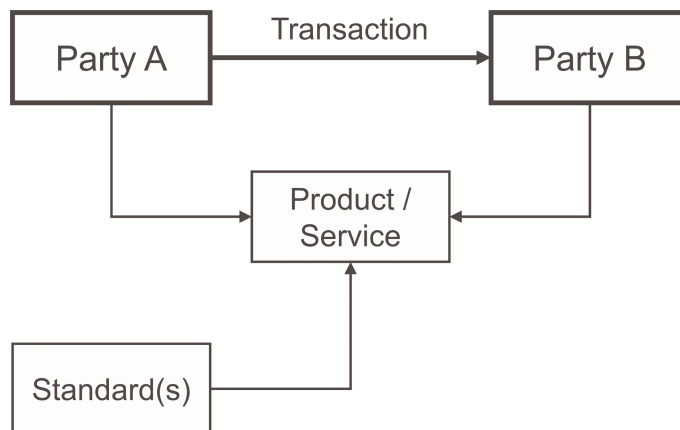 Transaction
Party A
Party B
Product /
Service
Standard(s)